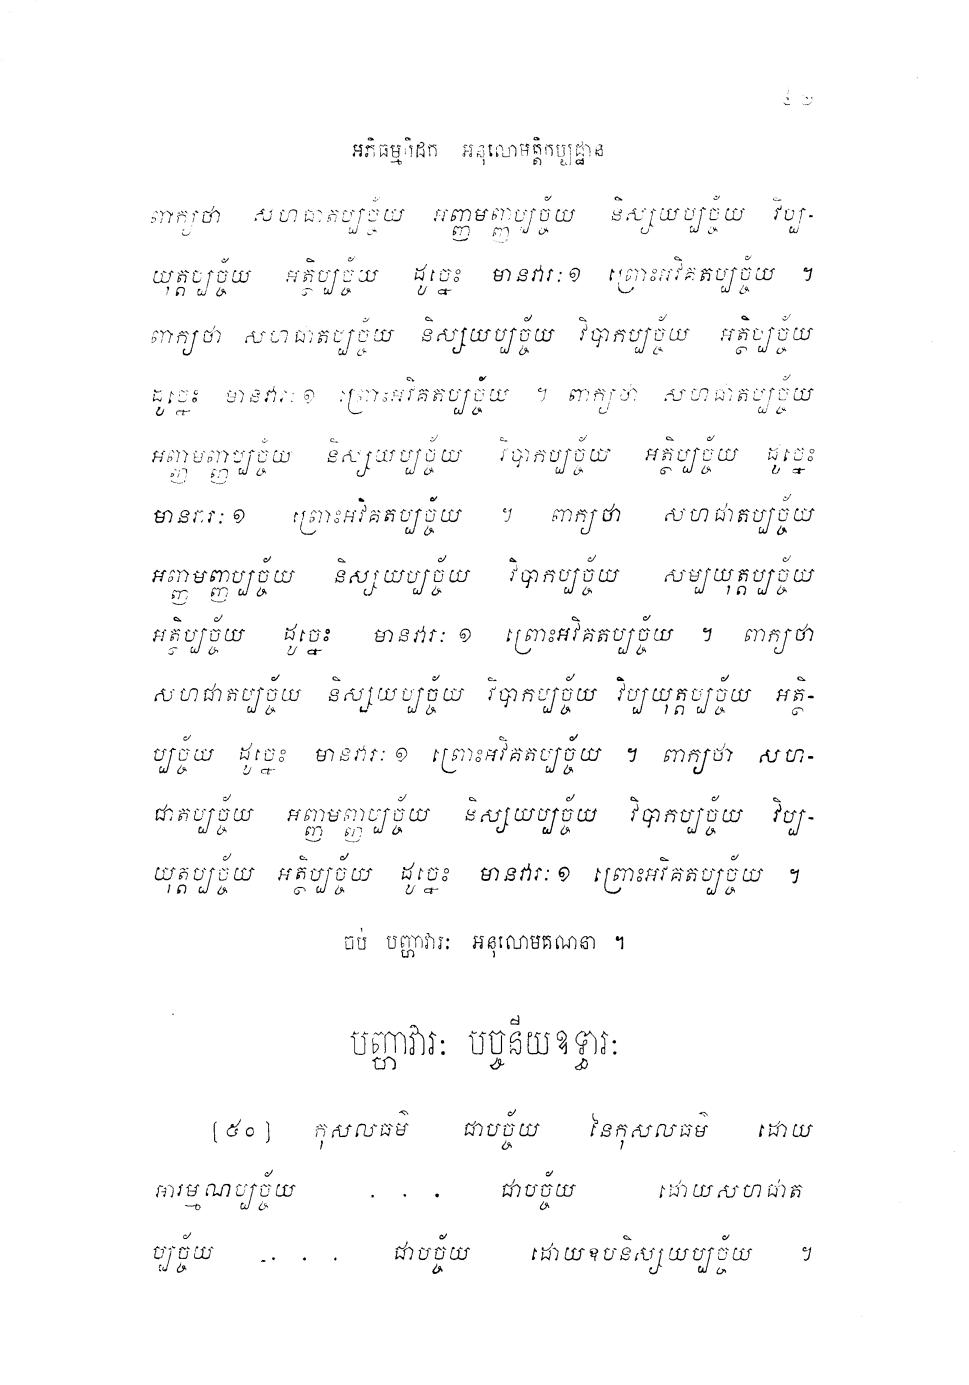 អភិធម្មបិដក អនុលោមត្តិកប្បដ្ឋាន
ពាក្យថា សហជាតប្បច្ច័យ អញ្ញមញ្ញប្បច្ច័យ និស្សយប្បច្ច័យ វិប្ប-
យុត្តប្បច្ច័យ អត្ថិប្បច្ច័យ ដូច្នេះ មានវារៈ ១ ព្រោះអវិគតប្បច្ច័យ ។
ពាក្យថា សហជាតប្បច្ច័យ និស្សយប្បច្ច័យ វិបាកប្បច្ច័យ អត្ថិប្បច្ច័យ
ដូច្នេះ មានវារៈ ១ ព្រោះអវិគតប្បច្ច័យ ។ ពាក្យថា សហជាតប្បច្ច័យ
អញ្ញមញ្ញប្បច្ច័យ និស្សយប្បច្ច័យ វិបាកប្បច្ច័យ អត្ថិប្បច្ច័យ ដូច្នេះ
មានវារៈ ១ ព្រោះអវិគតប្បច្ច័យ ។ ពាក្យថា សហជាតប្បច្ច័យ
អញ្ញមញ្ញប្បច្ច័យ និស្សយប្បច្ច័យ វិបាកប្បច្ច័យ សម្បយុត្តប្បច្ច័យ
អត្ថិប្បច្ច័យ ដូច្នេះ មានវារៈ ១ ព្រោះអវិគតប្បច្ច័យ ។ ពាក្យថា
សហជាតប្បច្ច័យ និស្សយប្បច្ច័យ វិបាកប្បច្ច័យ វិប្បយុត្តប្បច្ច័យ អត្ថិ-
ប្បច្ច័យ ដូច្នេះ មានវារៈ ១ ព្រោះអវិគតប្បច្ច័យ ។ ពាក្យថា សហ-
ជាតប្បច្ច័យ អញ្ញមញ្ញប្បច្ច័យ និស្សយប្បច្ច័យ វិបាកប្បច្ច័យ វិប្ប-
យុត្តប្បច្ច័យ អត្ថិប្បច្ច័យ ដូច្នេះ មានវារៈ ១ ព្រោះអវិគតប្បច្ច័យ ។
ចប់ បញ្ហាវារៈ អនុលោមគណនា ។
បញ្ហាវារៈ បច្ចនីយឧទ្ធារៈ
[៥០] កុសលធម៌ ជាបច្ច័យ នៃកុសលធម៌ ដោយ
អារម្មណប្បច្ច័យ . . . ជាបច្ច័យ ដោយសហជាត
ប្បច្ច័យ . . . ជាបច្ច័យ ដោយឧបនិស្សយប្បច្ច័យ ។